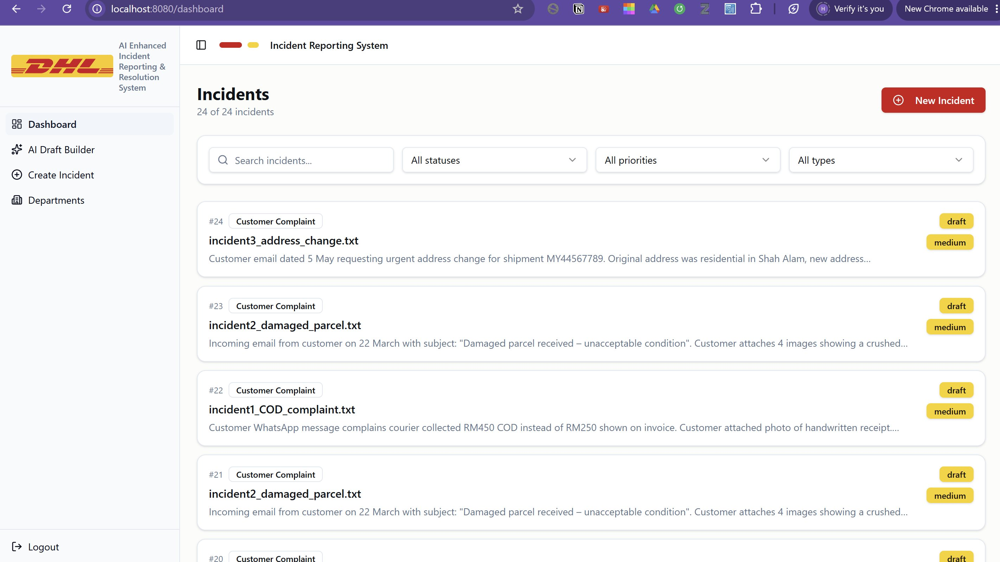 localhost:8080/dashboard
Verify it's you
New Chrome available
DHL
AI Enhanced
Incident
Reporting &
Resolution
System
Dashboard
AI Draft Builder
Create Incident
Departments
Logout
Incident Reporting System
Incidents
24 of 24 incidents
New Incident
Search incidents...
All statuses
All priorities
All types
#24 Customer Complaint
draft
incident3_address_change.txt
medium
Customer email dated 5 May requesting urgent address change for shipment MY44567789. Original address was residential in Shah Alam, new address...
#23 Customer Complaint
draft
incident2_damaged_parcel.txt
medium
Incoming email from customer on 22 March with subject: "Damaged parcel received – unacceptable condition". Customer attaches 4 images showing a crushed...
#22 Customer Complaint
draft
incident1_COD_complaint.txt
medium
Customer WhatsApp message complains courier collected RM450 COD instead of RM250 shown on invoice. Customer attached photo of handwritten receipt....
#21 Customer Complaint
draft
incident2_damaged_parcel.txt
medium
Incoming email from customer on 22 March with subject: "Damaged parcel received – unacceptable condition". Customer attaches 4 images showing a crushed...
#20 Customer Complaint
draft